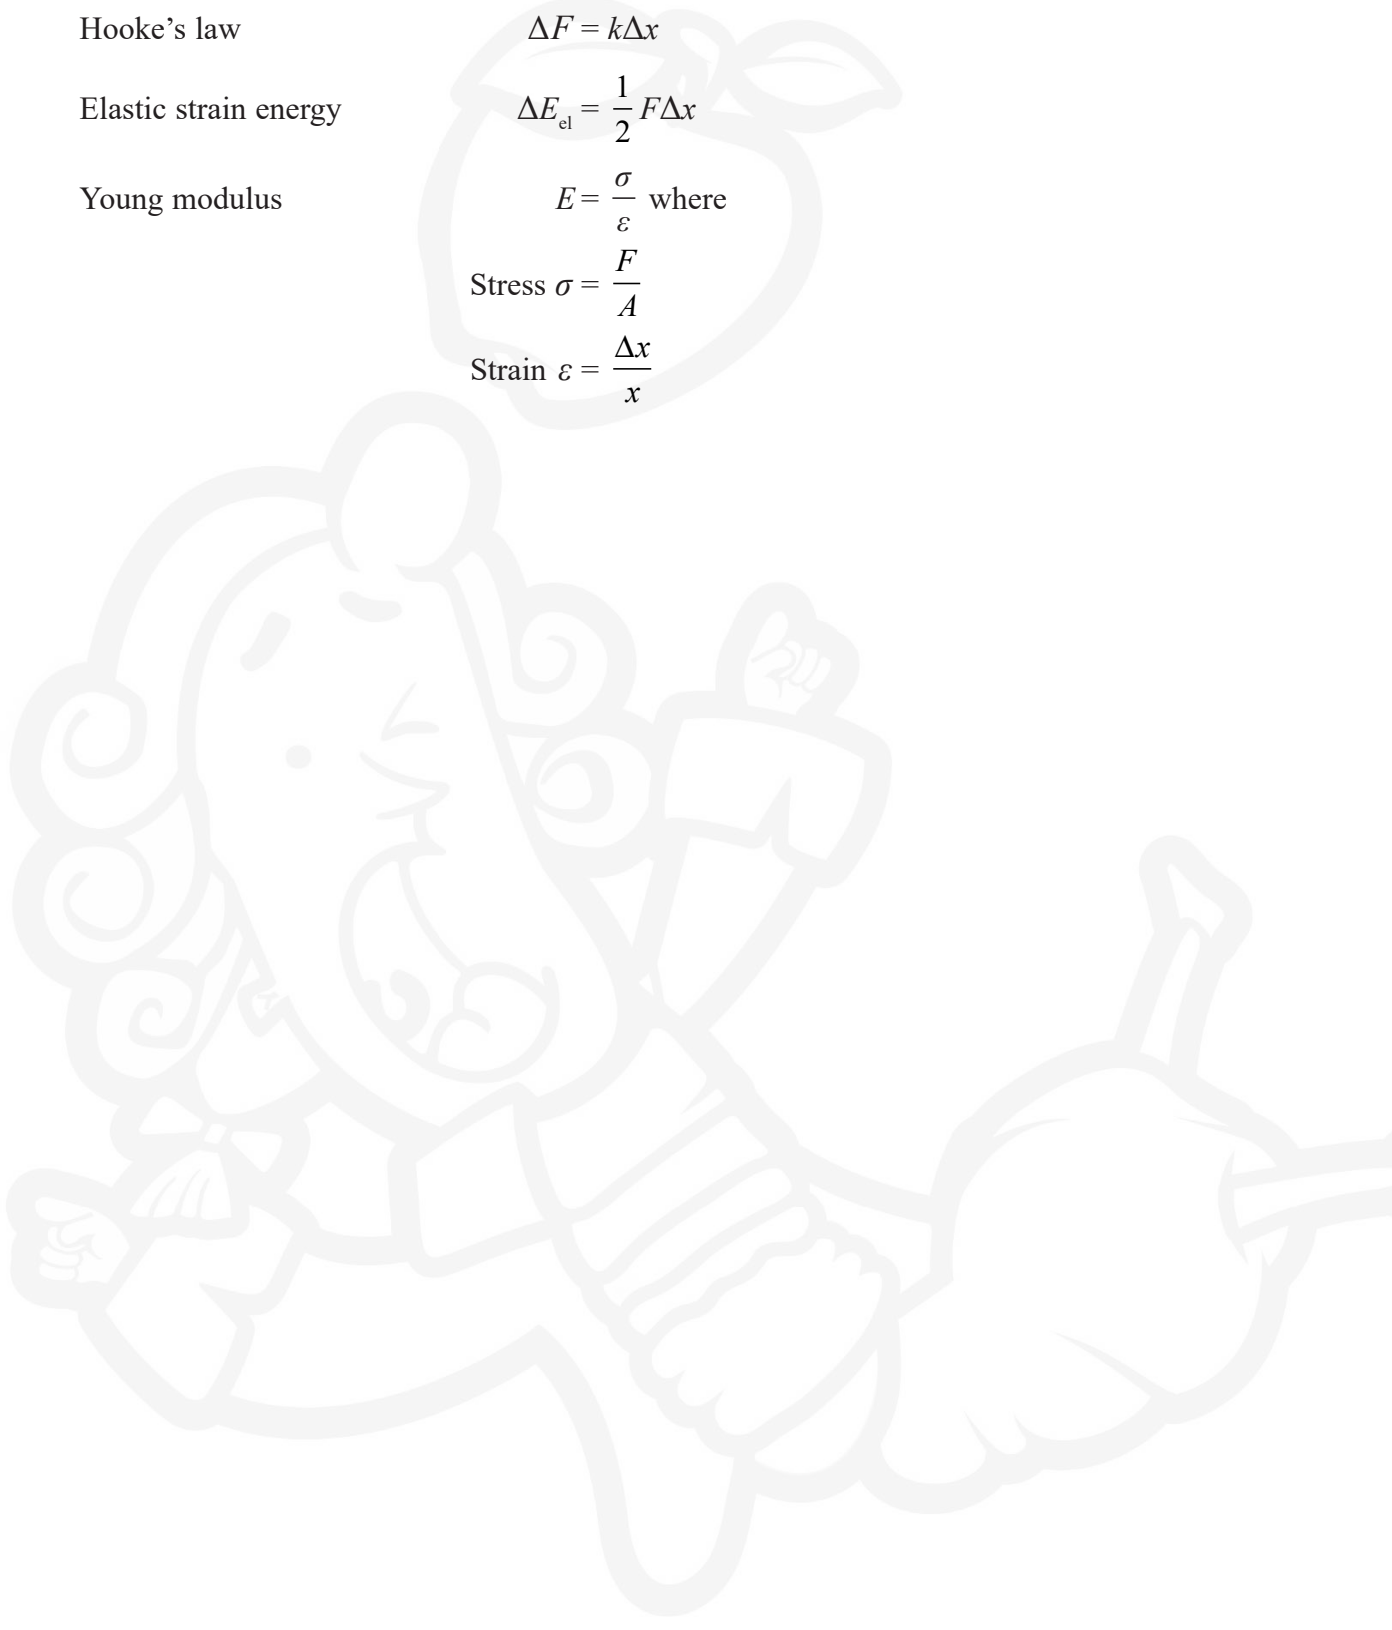 Hooke’s law ΔF = kΔx
Elastic strain energy ΔE_el = 1/2 FΔx
Young modulus E = σ/ε where
Stress σ = F/A
Strain ε = Δx/x